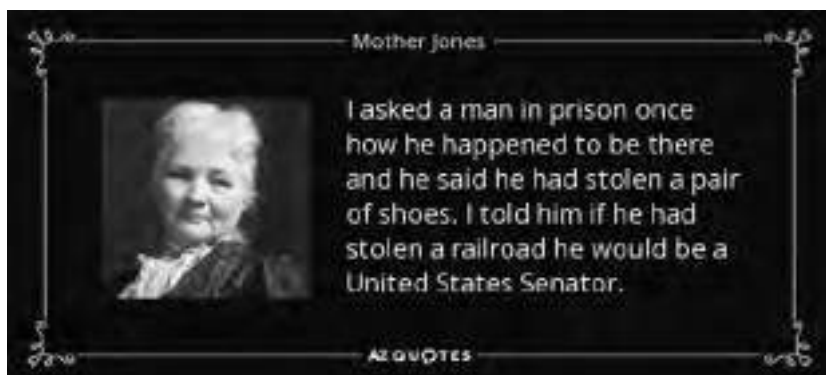 Mother Jones
I asked a man in prison once
how he happened to be there
and he said he had stolen a pair
of shoes. I told him if he had
stolen a railroad he would be a
United States Senator.
AZ QUOTES